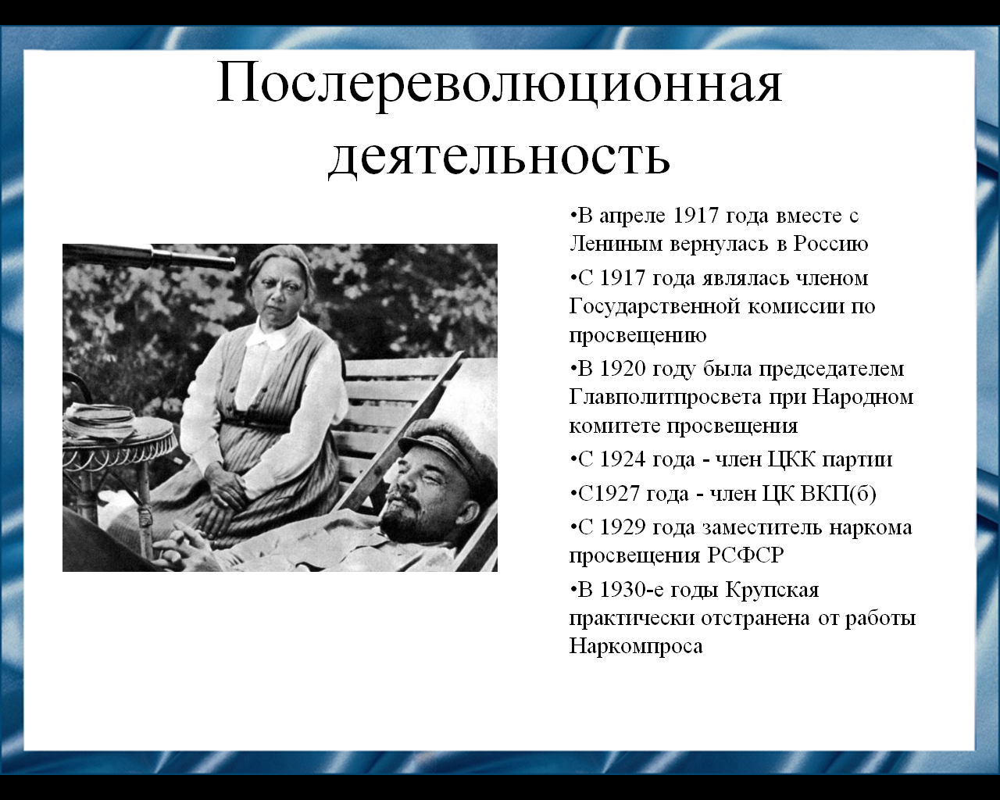 Послереволюционная
деятельность
•В апреле 1917 года вместе с
Лениным вернулась в Россию
•С 1917 года являлась членом
Государственной комиссии по
просвещению
•В 1920 году была председателем
Главполитпросвета при Народном
комитете просвещения
•С 1924 года - член ЦКК партии
•С1927 года - член ЦК ВКП(б)
•С 1929 года заместитель наркома
просвещения РСФСР
•В 1930-е годы Крупская
практически отстранена от работы
Наркомпроса